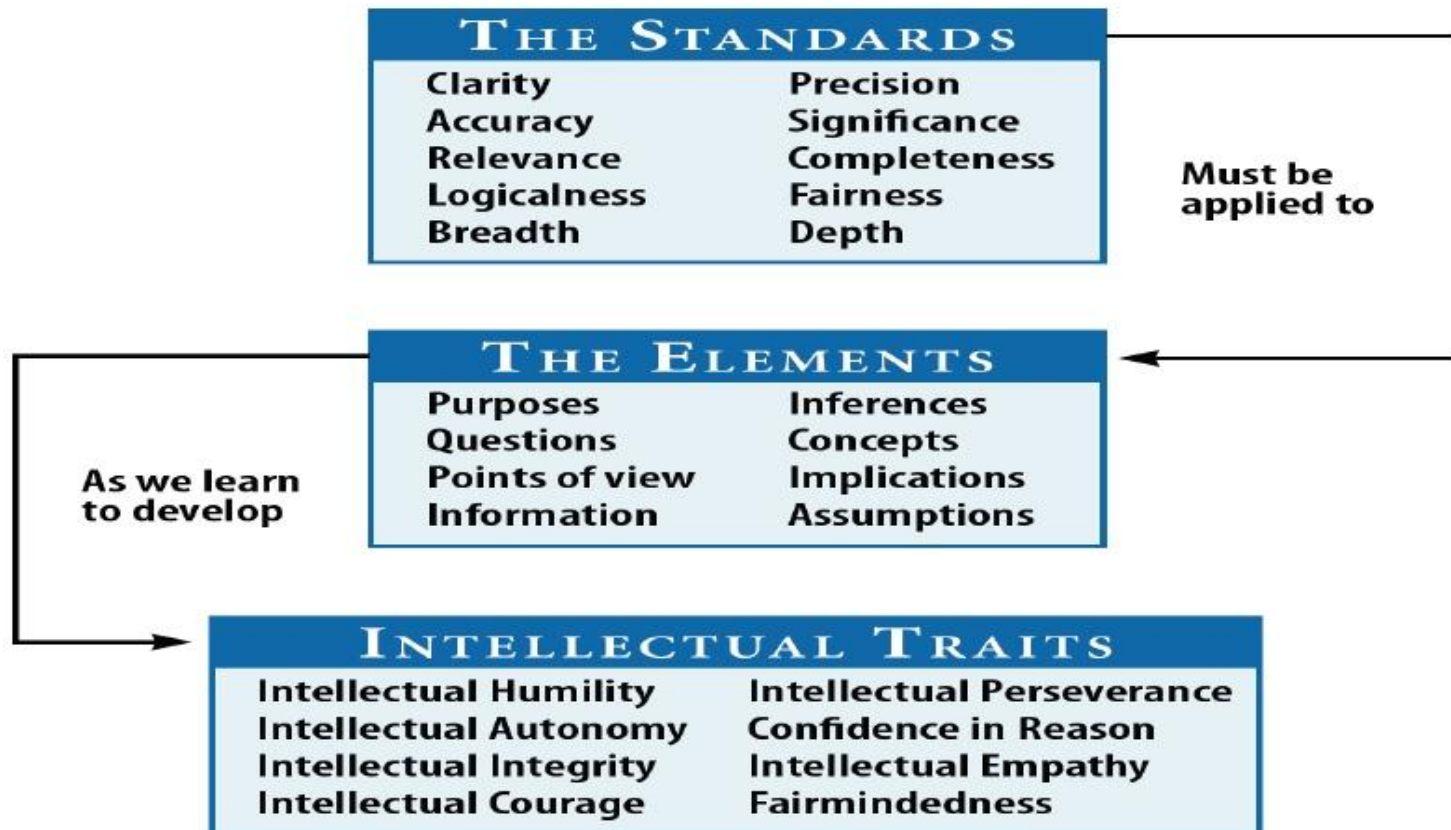 THE STANDARDS
Clarity Precision
Accuracy Significance
Relevance Completeness
Logicalness Fairness
Breadth Depth
Must be
applied to
THE ELEMENTS
Purposes Inferences
Questions Concepts
Points of view Implications
Information Assumptions
As we learn
to develop
INTELLECTUAL TRAITS
Intellectual Humility Intellectual Perseverance
Intellectual Autonomy Confidence in Reason
Intellectual Integrity Intellectual Empathy
Intellectual Courage Fairmindedness